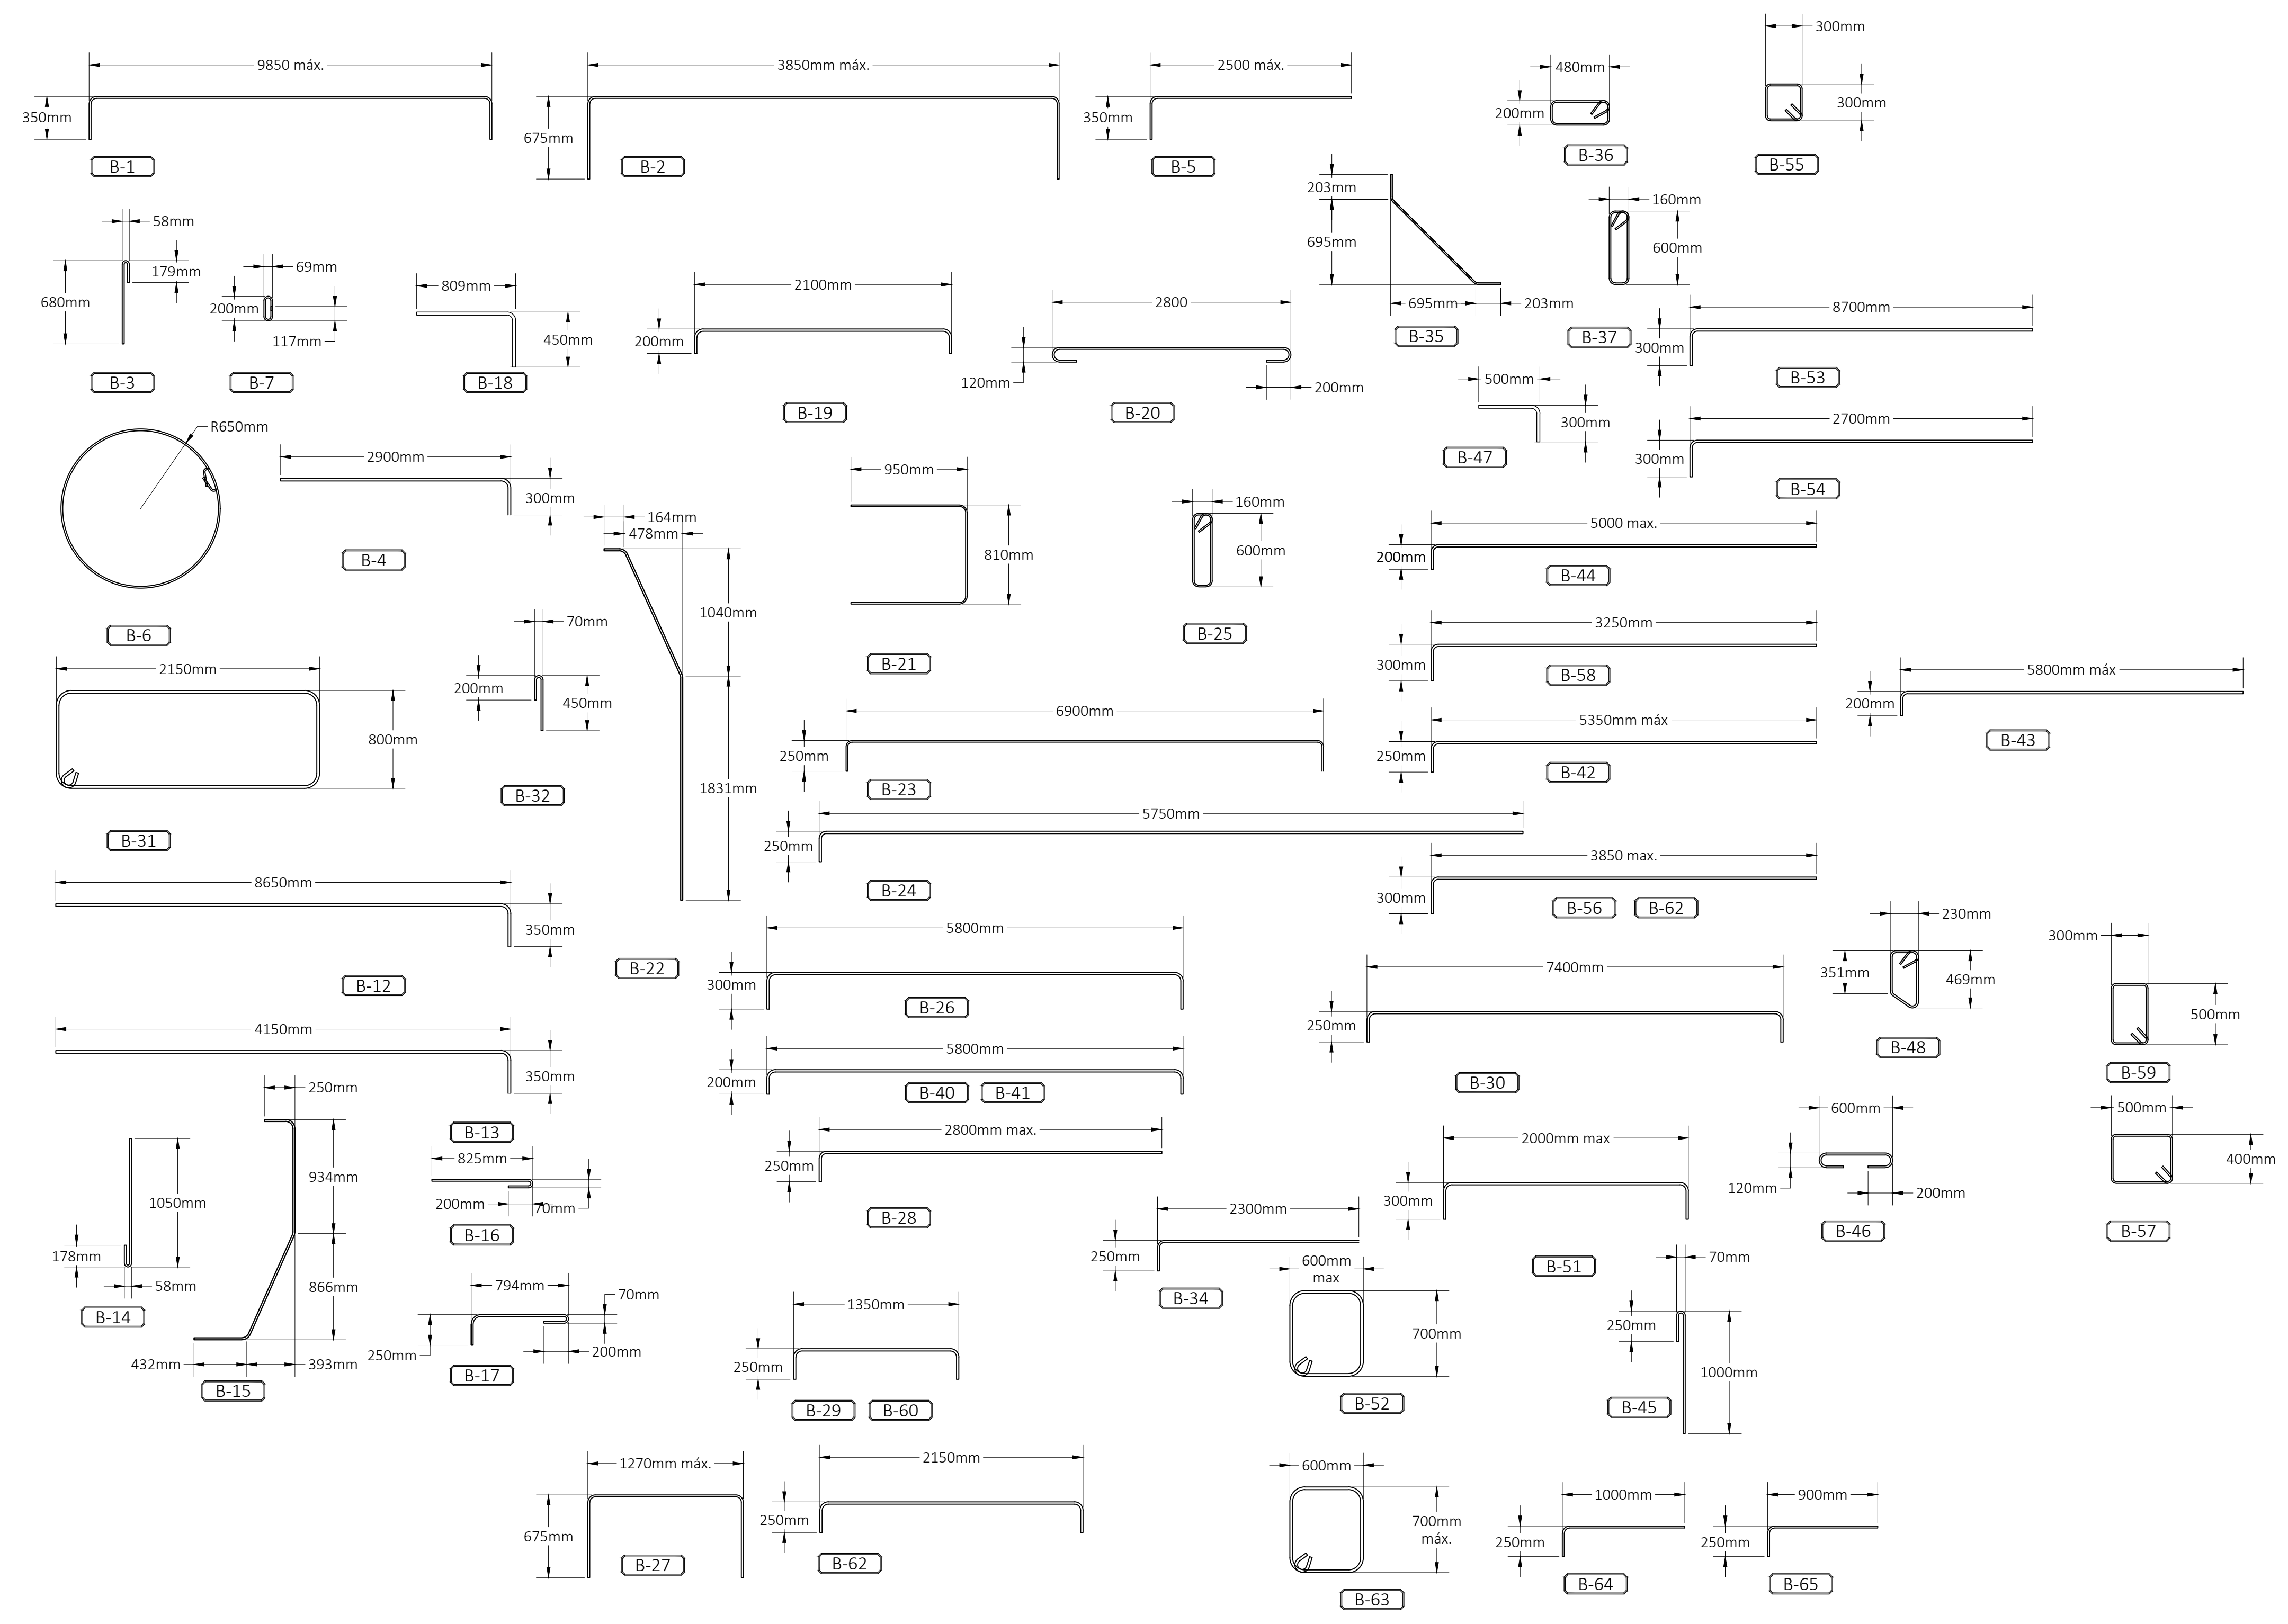 9850 máx.
350mm
B-1
3850mm máx.
675mm
B-2
2500 máx.
350mm
B-5
480mm
200mm
B-36
300mm
300mm
B-55
58mm
179mm
680mm
B-3
69mm
200mm
117mm
B-7
809mm
450mm
B-18
2100mm
200mm
B-19
2800
120mm
200mm
B-20
203mm
695mm
695mm
203mm
B-35
160mm
600mm
B-37
8700mm
300mm
B-53
500mm
300mm
B-47
2700mm
300mm
B-54
R650mm
B-6
2900mm
300mm
B-4
164mm
478mm
1040mm
1831mm
B-22
950mm
810mm
B-21
160mm
600mm
B-25
5000 max.
200mm
B-44
3250mm
300mm
B-58
5350mm máx
250mm
B-42
5800mm máx
200mm
B-43
2150mm
800mm
B-31
70mm
200mm
450mm
B-32
6900mm
250mm
B-23
5750mm
250mm
B-24
3850 max.
300mm
B-56
B-62
8650mm
350mm
B-12
5800mm
300mm
B-26
7400mm
250mm
B-30
230mm
351mm
469mm
B-48
300mm
500mm
B-59
4150mm
350mm
B-13
5800mm
200mm
B-40
B-41
250mm
934mm
866mm
432mm
393mm
B-15
1050mm
178mm
58mm
B-14
825mm
200mm
70mm
B-16
2800mm max.
250mm
B-28
2000mm max
300mm
B-51
600mm
120mm
200mm
B-46
500mm
400mm
B-57
794mm
70mm
250mm
200mm
B-17
2300mm
250mm
B-34
600mm
max
700mm
B-52
70mm
250mm
1000mm
B-45
1350mm
250mm
B-29
B-60
1270mm máx.
675mm
B-27
2150mm
250mm
B-62
600mm
700mm
máx.
B-63
1000mm
250mm
B-64
900mm
250mm
B-65